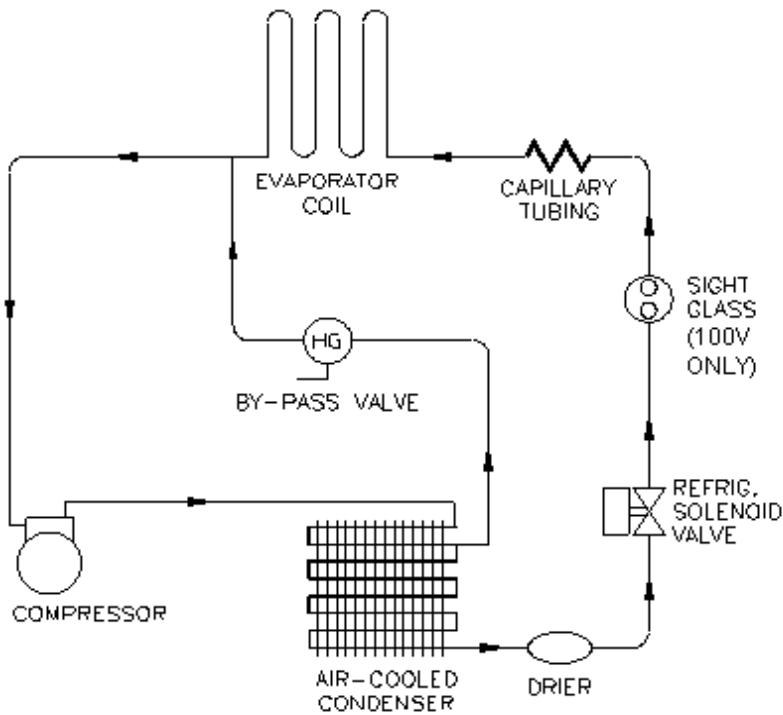 EVAPORATOR
COIL
CAPILLARY
TUBING
SIGHT
GLASS
(100V
ONLY)
HG
BY-PASS VALVE
REFRIG.
SOLENOID
VALVE
COMPRESSOR
AIR-COOLED
CONDENSER
DRIER